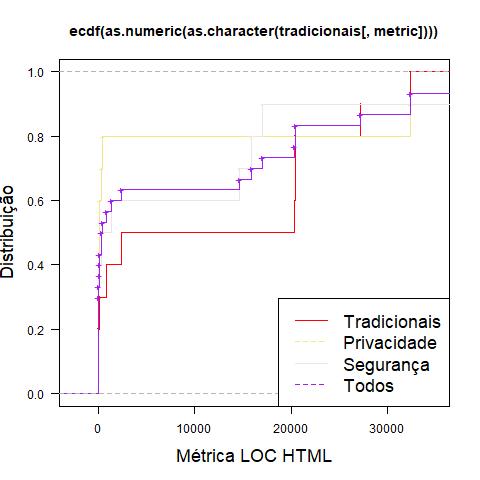 ecdf(as.numeric(as.character(tradicionais[, metric])))
Distribuição
1.0
0.8
0.6
0.4
0.2
0.0
Tradicionais
Privacidade
Segurança
Todos
0
10000
20000
30000
Métrica LOC HTML